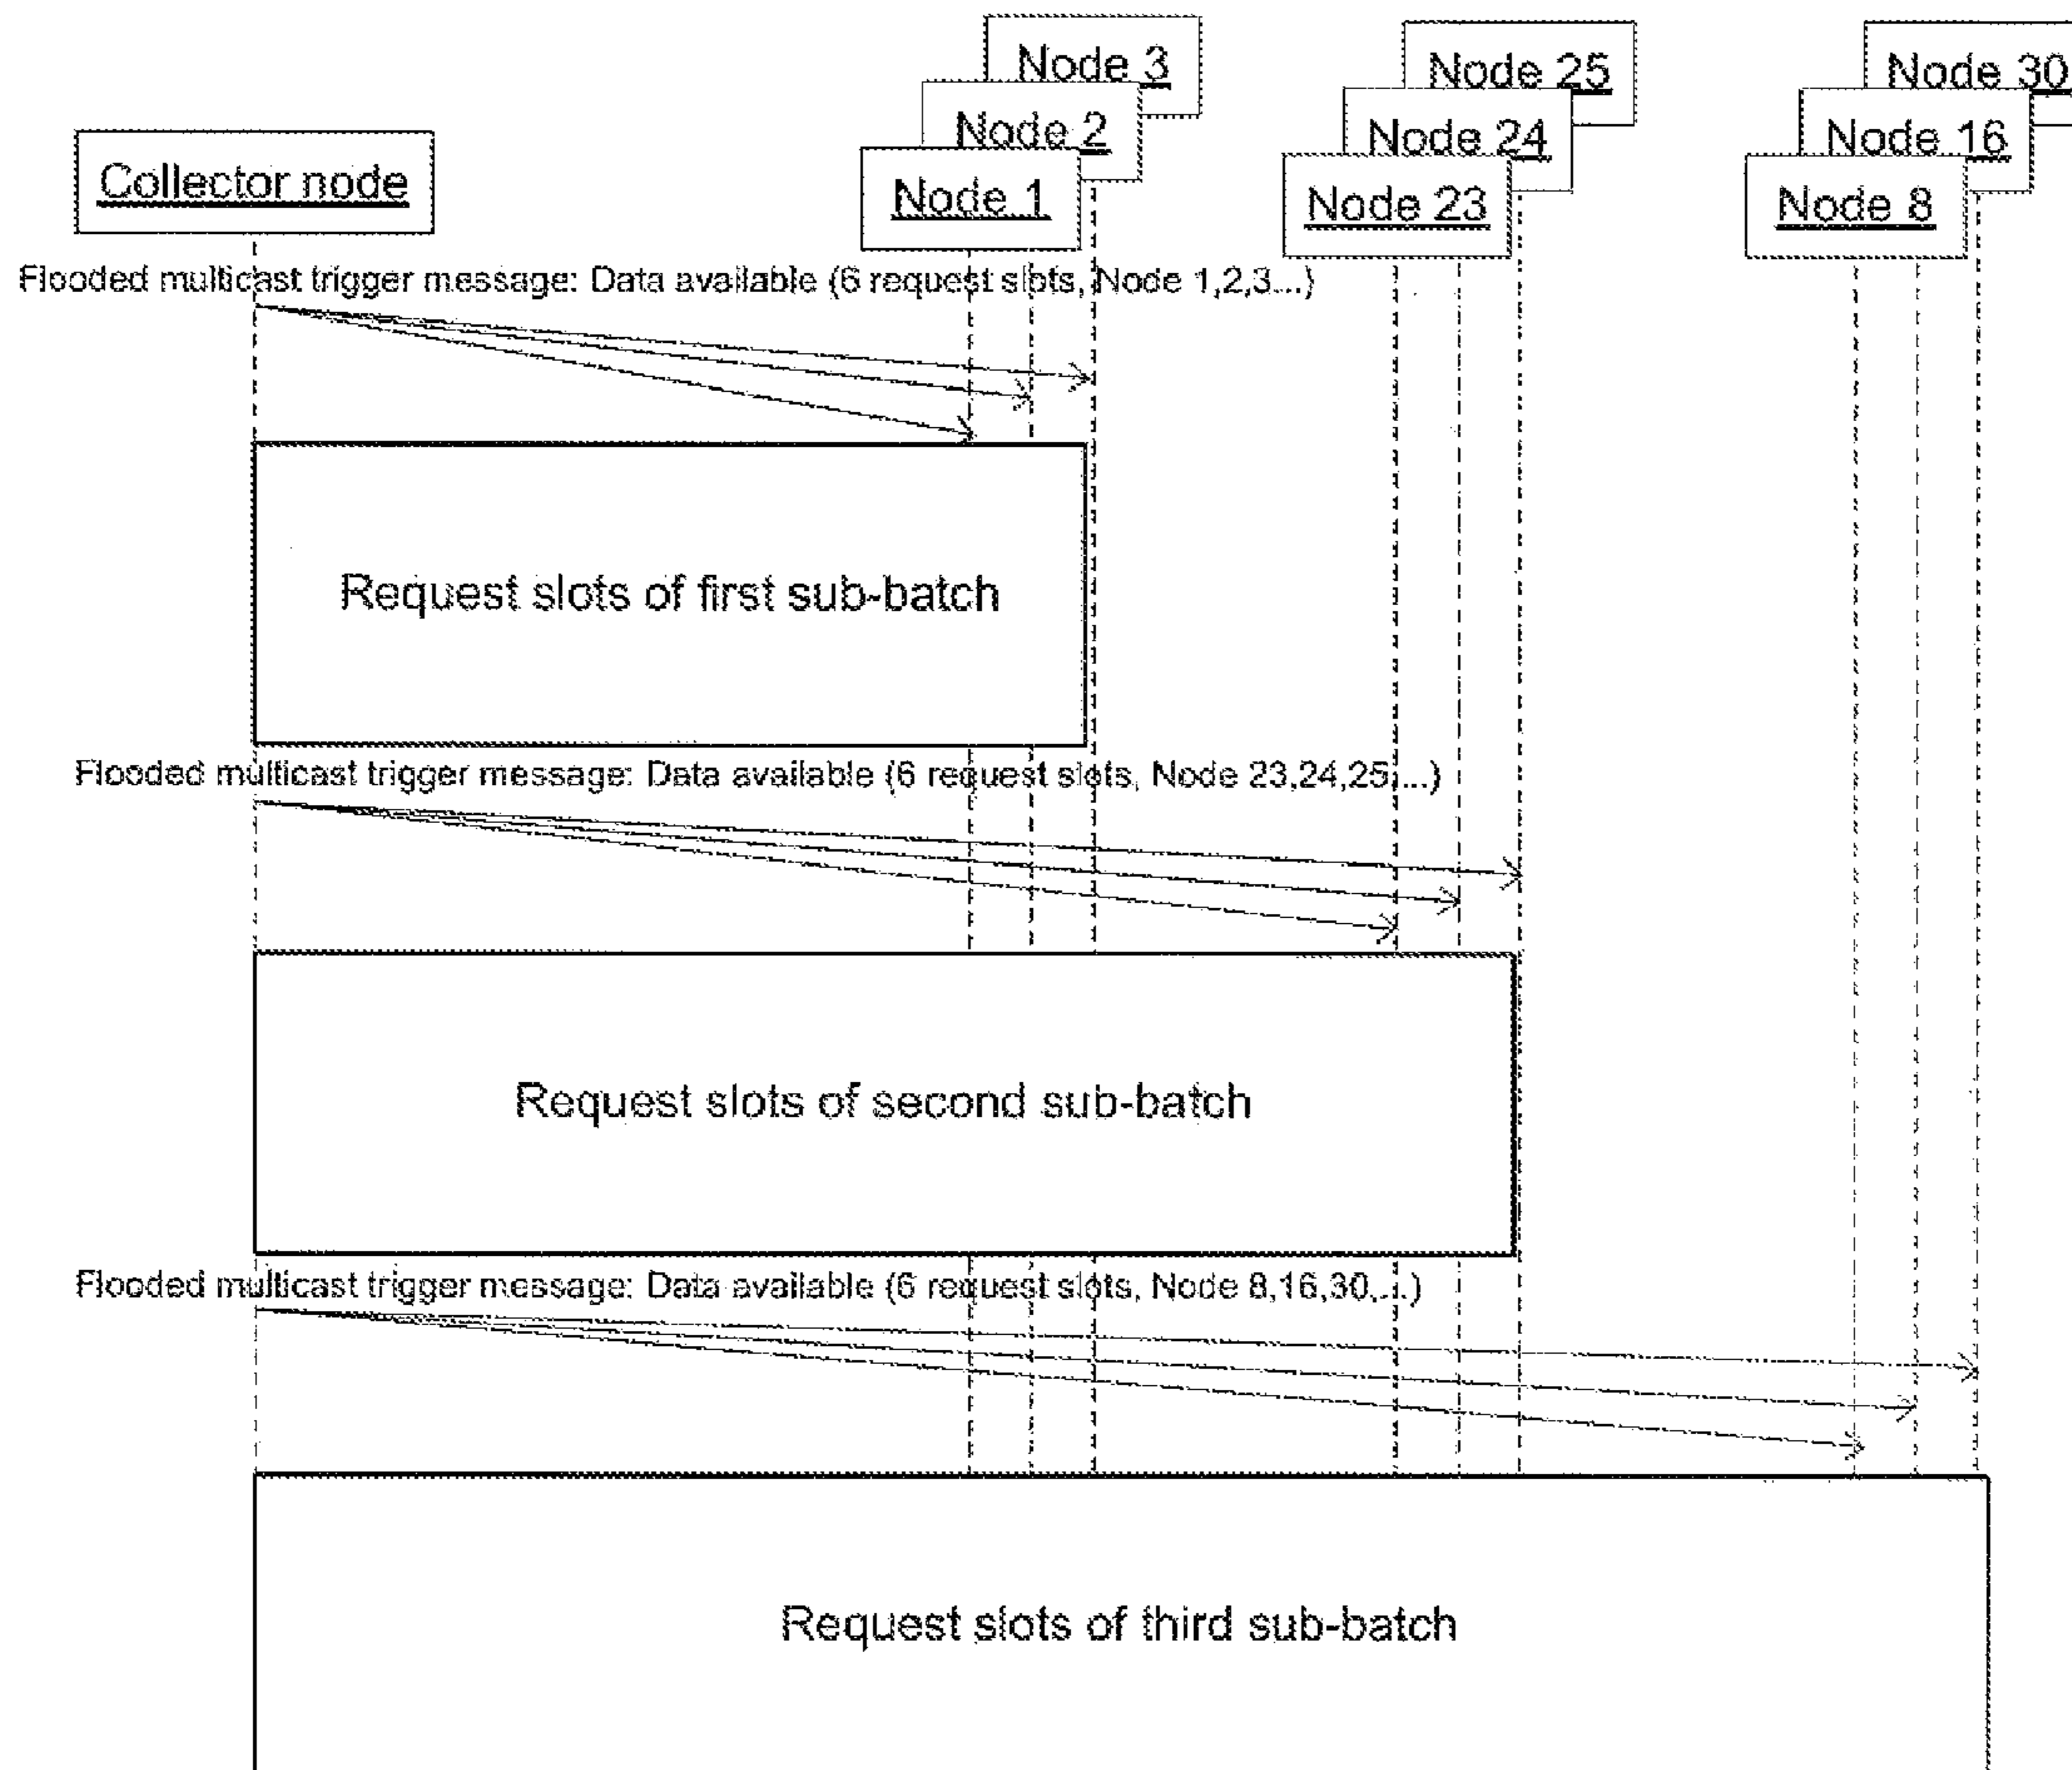 Node 3
Node 25
Node 30
Node 2
Node 24
Node 16
Collector node
Node 1
Node 23
Node 8
Flooded multicast trigger message: Data available (6 request slots, Node 1,2,3...)
Request slots of first sub-batch
Flooded multicast trigger message: Data available (6 request slots, Node 23,24,25,...)
Request slots of second sub-batch
Flooded multicast trigger message: Data available (6 request slots, Node 8,16,30,...)
Request slots of third sub-batch